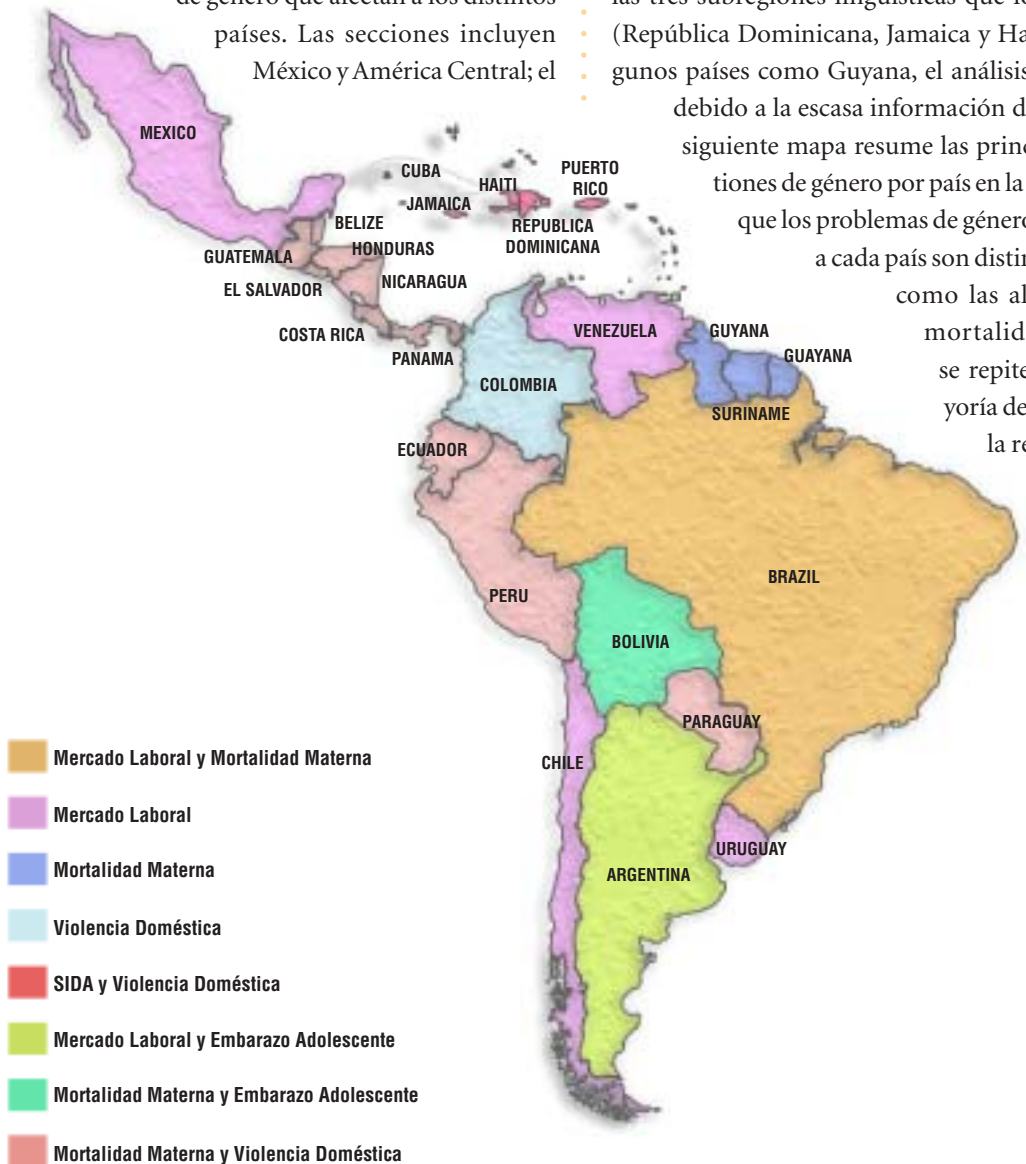 de género que afectan a los distintos
países. Las secciones incluyen
México y América Central; el
las tres subregiones lingüísticas que
(República Dominicana, Jamaica y
gunos países como Guyana, el análisis
debido a la escasa información
siguiente mapa resume las
tiones de género por país en la
que los problemas de género
a cada país son
como las
se
de
MEXICO
CUBA
HAITI
PUERTO
RICO
JAMAICA
REPUBLICA
DOMINICANA
BELIZE
HONDURAS
GUATEMALA
NICARAGUA
EL SALVADOR
COSTA RICA
PANAMA
VENEZUELA
GUYANA
GUAYANA
COLOMBIA
SURINAME
ECUADOR
BRAZIL
PERU
BOLIVIA
PARAGUAY
CHILE
URUGUAY
ARGENTINA
Mercado Laboral y Mortalidad Materna
Mercado Laboral
Mortalidad Materna
Violencia Doméstica
SIDA y Violencia Doméstica
Mercado Laboral y Embarazo Adolescente
Mortalidad Materna y Embarazo Adolescente
Mortalidad Materna y Violencia Doméstica